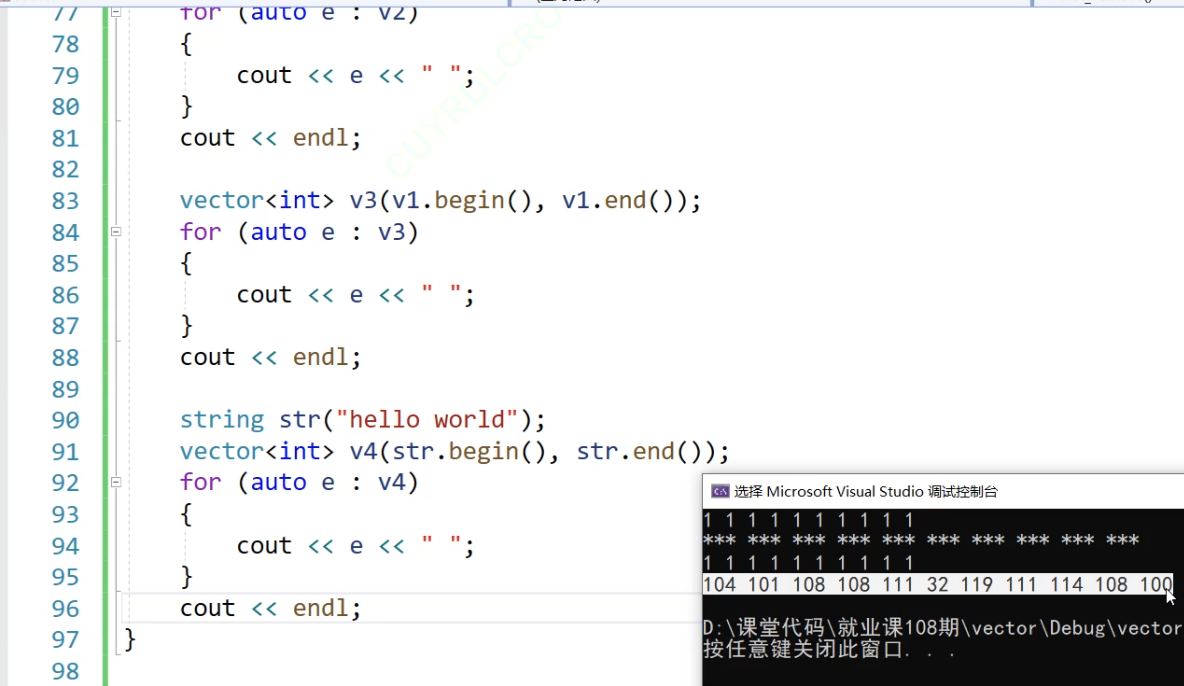 77 for (auto e : v2)
78 {
79 cout << e << " ";
80 }
81 cout << endl;
82
83 vector<int> v3(v1.begin(), v1.end());
84 for (auto e : v3)
85 {
86 cout << e << " ";
87 }
88 cout << endl;
89
90 string str("hello world");
91 vector<int> v4(str.begin(), str.end());
92 for (auto e : v4)
93 {
94 cout << e << " ";
95 }
96 cout << endl;
97 }
98
选择 Microsoft Visual Studio 调试控制台
1 1 1 1 1 1 1 1 1 1
*** *** *** *** *** *** *** *** *** ***
1 1 1 1 1 1 1 1 1 1
104 101 108 108 111 32 119 111 114 108 100
D:\课堂代码\就业课108期\vector\Debug\vector
按任意键关闭此窗口. . .